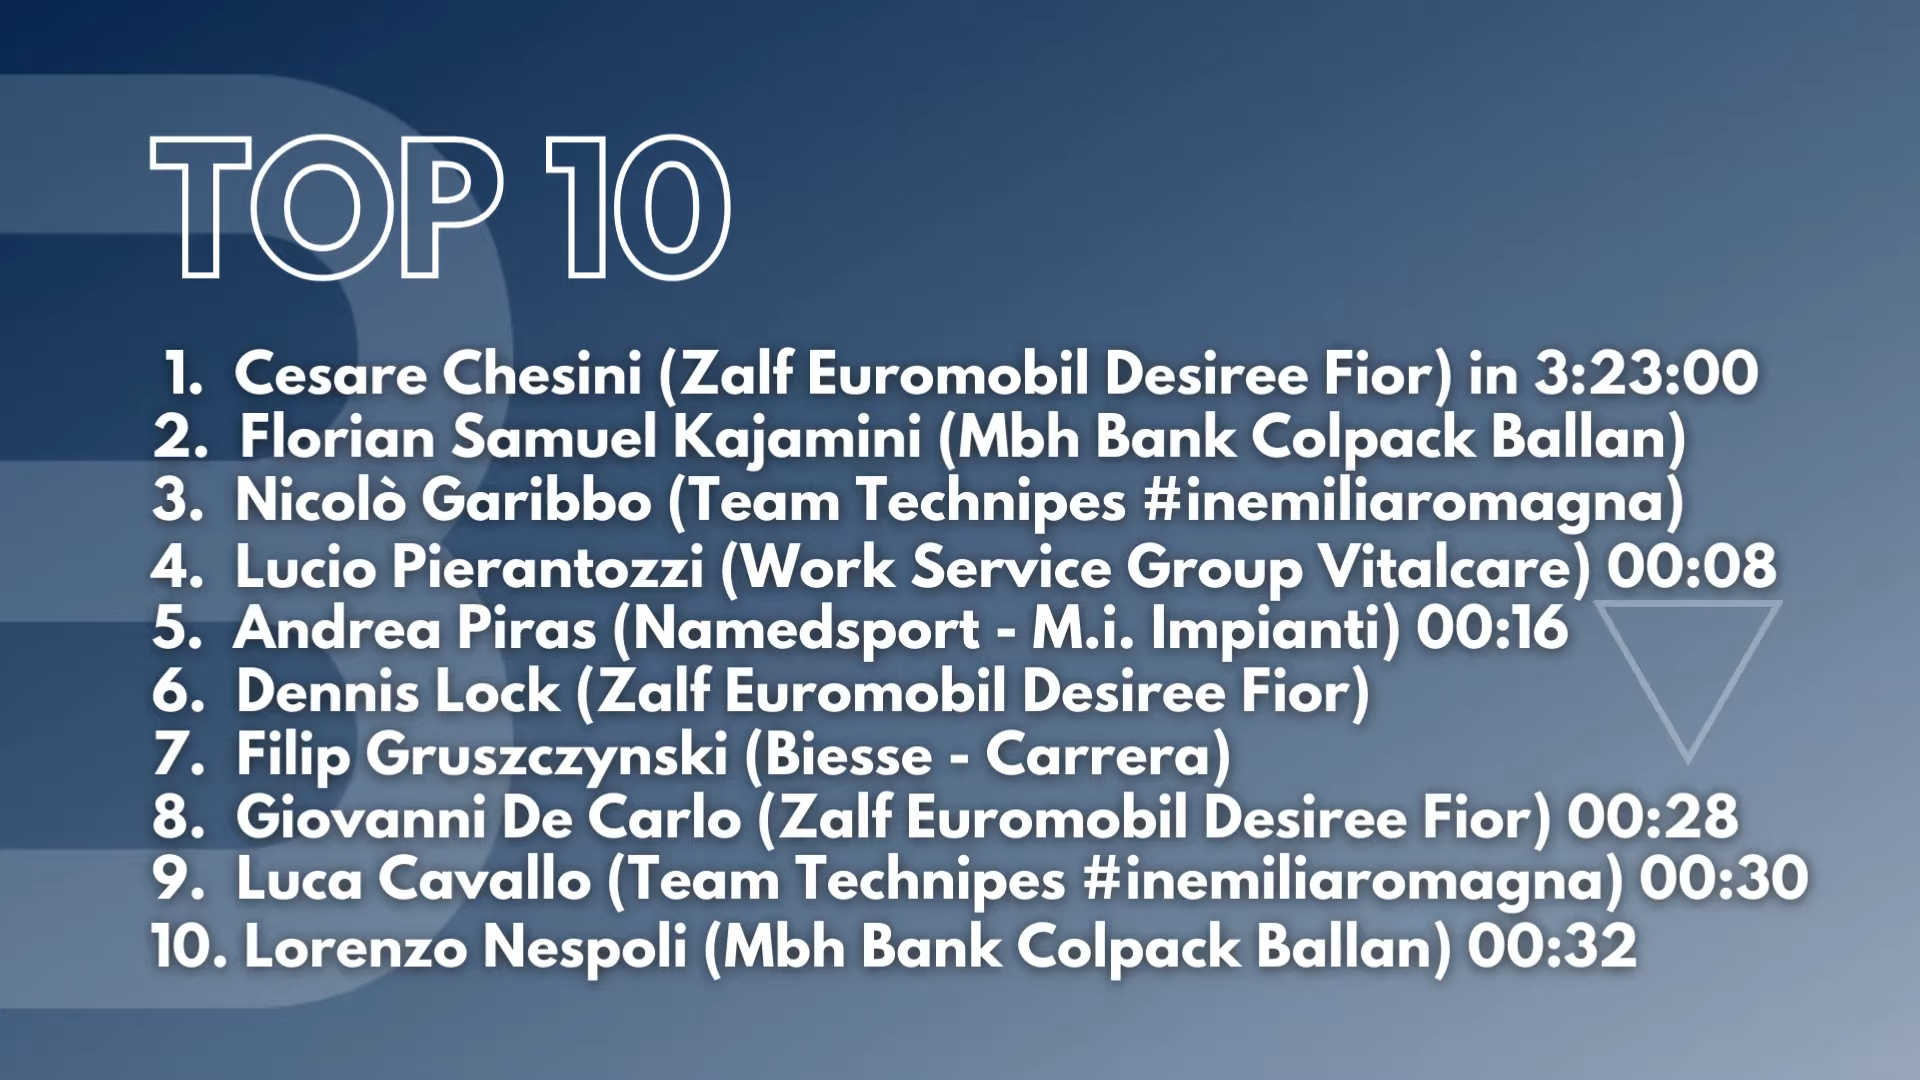 TOP 10
1. Cesare Chesini (Zalf Euromobil Desiree Fior) in 3:23:00
2. Florian Samuel Kajamini (Mbh Bank Colpack Ballan)
3. Nicolò Garibbo (Team Technipes #inemiliaromagna)
4. Lucio Pierantozzi (Work Service Group Vitalcare) 00:08
5. Andrea Piras (Namedsport - M.i. Impianti) 00:16
6. Dennis Lock (Zalf Euromobil Desiree Fior)
7. Filip Gruszczynski (Biesse - Carrera)
8. Giovanni De Carlo (Zalf Euromobil Desiree Fior) 00:28
9. Luca Cavallo (Team Technipes #inemiliaromagna) 00:30
10. Lorenzo Nespoli (Mbh Bank Colpack Ballan) 00:32